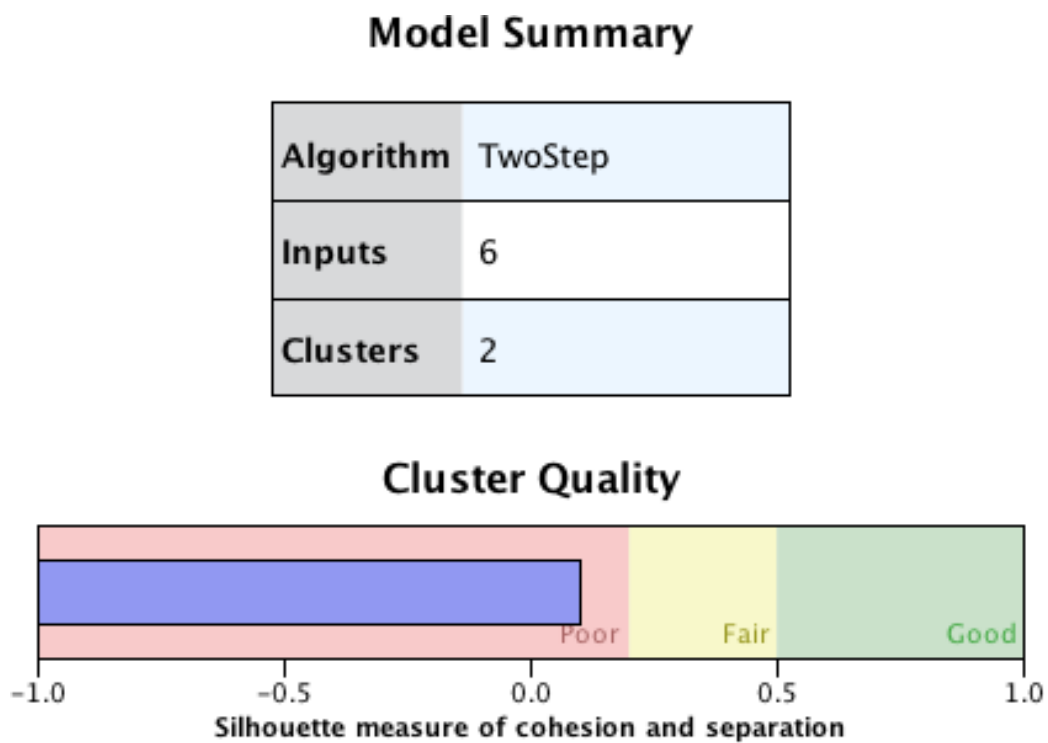 Model Summary
Algorithm TwoStep
Inputs 6
Clusters 2
Cluster Quality
Poor Fair Good
-1.0 -0.5 0.0 0.5 1.0
Silhouette measure of cohesion and separation